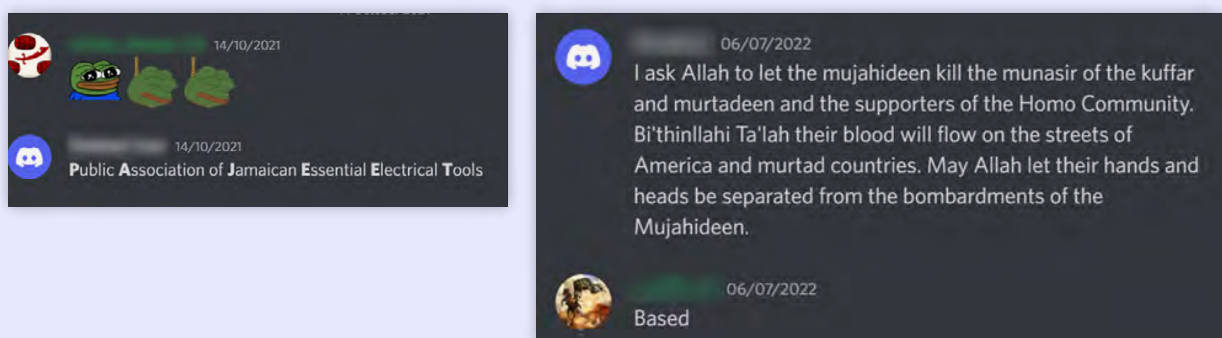 14/10/2021
14/10/2021
Public Association of Jamaican Essential Electrical Tools
06/07/2022
I ask Allah to let the mujahideen kill the munasir of the kuffar
and murtadeen and the supporters of the Homo Community.
Bi'thinllahi Ta'lah their blood will flow on the streets of
America and murtad countries. May Allah let their hands and
heads be separated from the bombardments of the
Mujahideen.
06/07/2022
Based